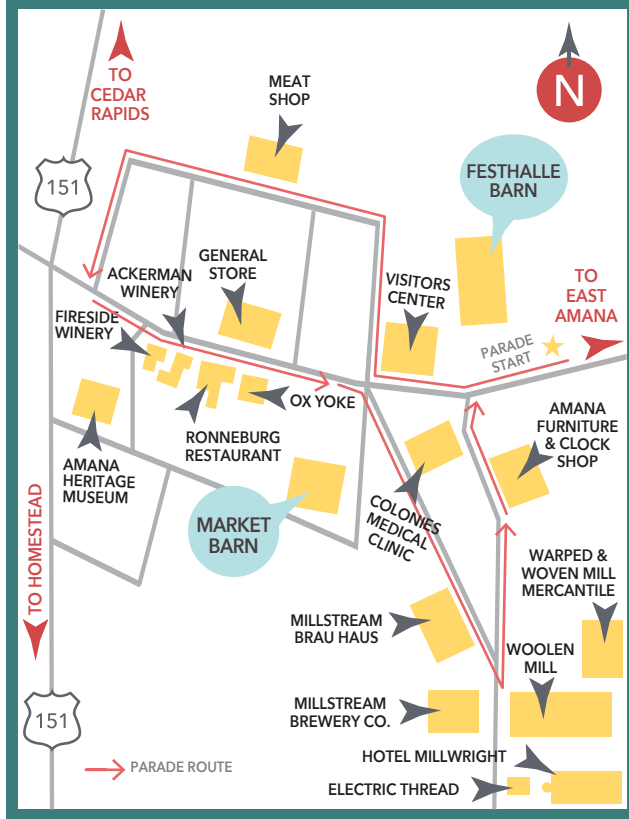 TO
CEDAR
RAPIDS
N
MEAT
SHOP
151
FESTHALLE
BARN
GENERAL
STORE
ACKERMAN
WINERY
VISITORS
CENTER
TO
EAST
AMANA
FIRESIDE
WINERY
PARADE
START
OX YOKE
RONNEBURG
RESTAURANT
AMANA
FURNITURE
& CLOCK
SHOP
AMANA
HERITAGE
MUSEUM
COLONIES
MEDICAL
CLINIC
MARKET
BARN
TO HOMESTEAD
WARPED &
WOVEN MILL
MERCANTILE
MILLSTREAM
BRAU HAUS
WOOLEN
MILL
151
MILLSTREAM
BREWERY CO.
HOTEL MILLWRIGHT
PARADE ROUTE
ELECTRIC THREAD